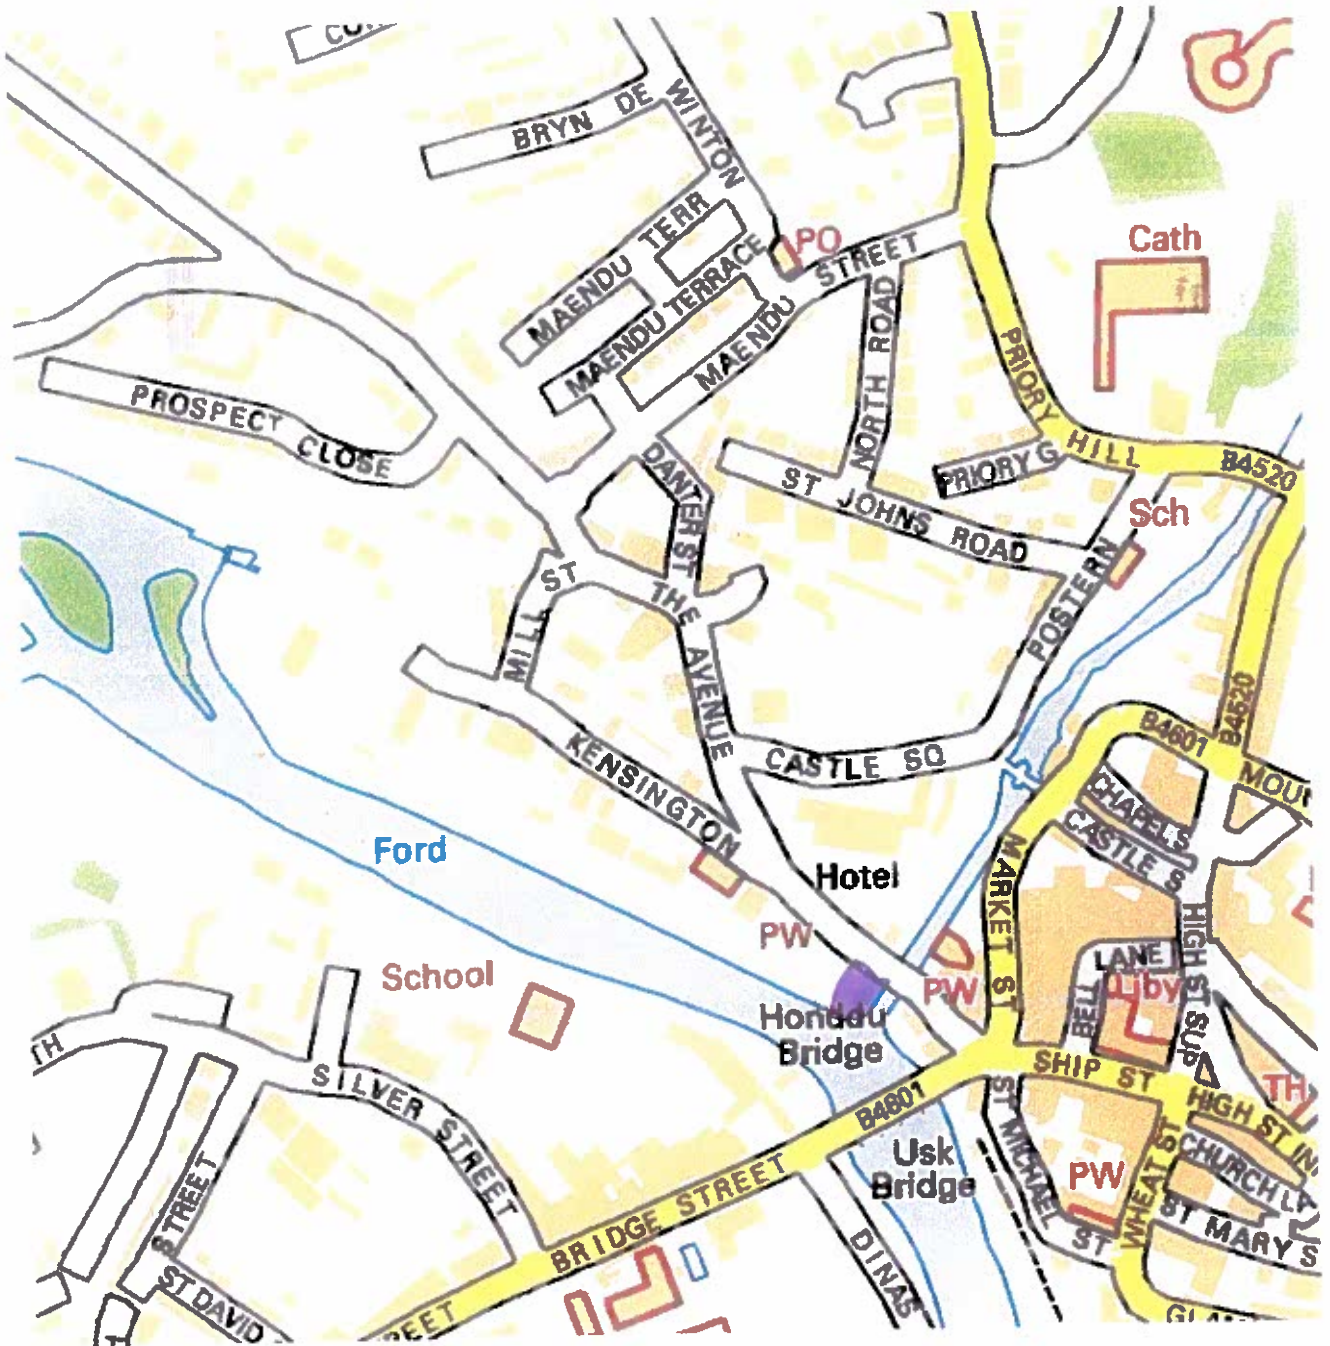 BRYN DE WINTON
MAENDU TERR
PO
STREET
Cath
MAENDU TERRACE
MAENDU
NORTH ROAD
PRIORY HILL
PROSPECT CLOSE
DANTER ST
PRIORY G
B4520
ST JOHNS ROAD
Sch
MILL ST
THE AVENUE
POSTERN
B4520
B4601
KENSINGTON
CASTLE SQ
MOU
CHAPEL S
CASTLE S
Ford
Hotel
MARKET ST
HIGH ST SUP
PW
LANE
BELL
Liby
School
PW
Honddu
Bridge
TH
SILVER STREET
SHIP ST
TH
B4601
HIGH ST IN
ST MICHAEL ST
Usk
Bridge
PW
WHEAT ST
CHURCH LA
BRIDGE STREET
ST MARY S
STREET
DINAS
ST DAVID
REET